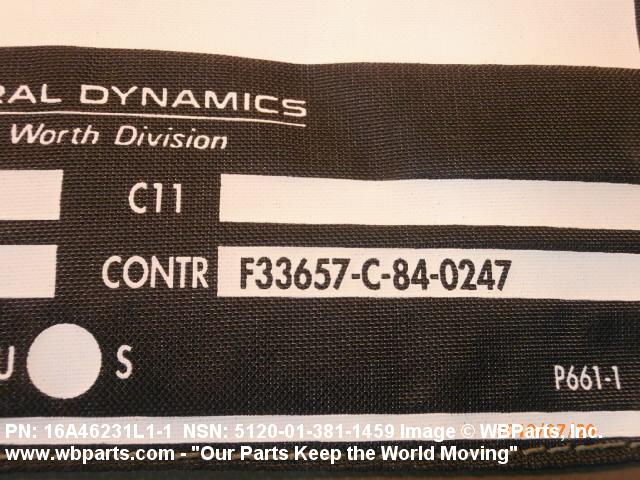 RAL DYNAMICS
Worth Division
C11
CONTR F33657-C-84-0247
U S
P661-1
PN: 16A46231L1-1 NSN: 5120-01-381-1459 Image © WBParts, Inc.
www.wbparts.com - "Our Parts Keep the World Moving"